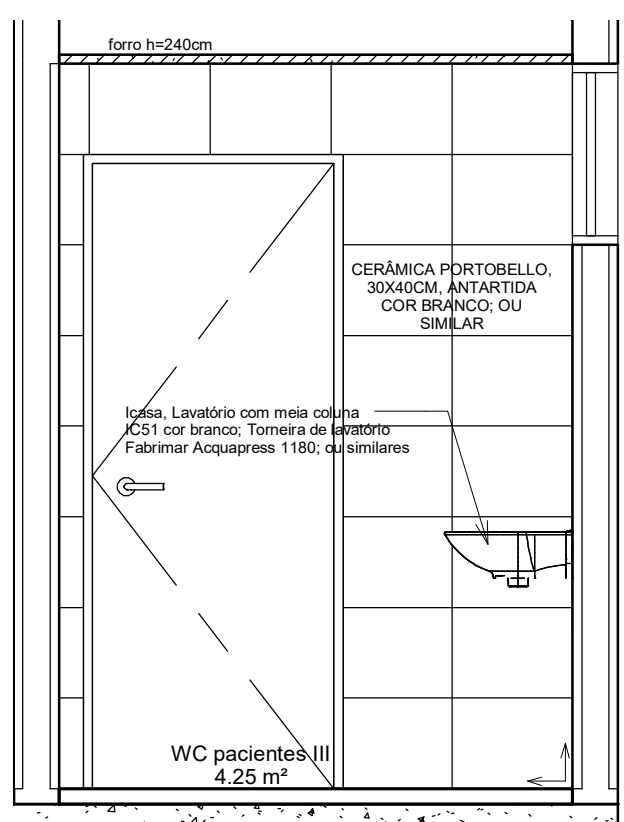 forro h=240cm
CERÂMICA PORTOBELLO,
30X40CM, ANTARTIDA
COR BRANCO; OU
SIMILAR
Icasa, Lavatório com meia coluna
IC51 cor branco; Torneira de lavatório
Fabrimar Acquapress 1180; ou similares
WC pacientes III
4.25 m²